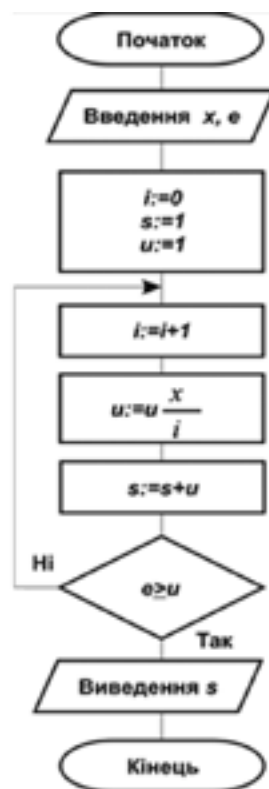 Початок
Введення x, e
i:=0
s:=1
u:=1
i:=i+1
u:=u x/i
s:=s+u
Ні
e≥u
Так
Виведення s
Кінець